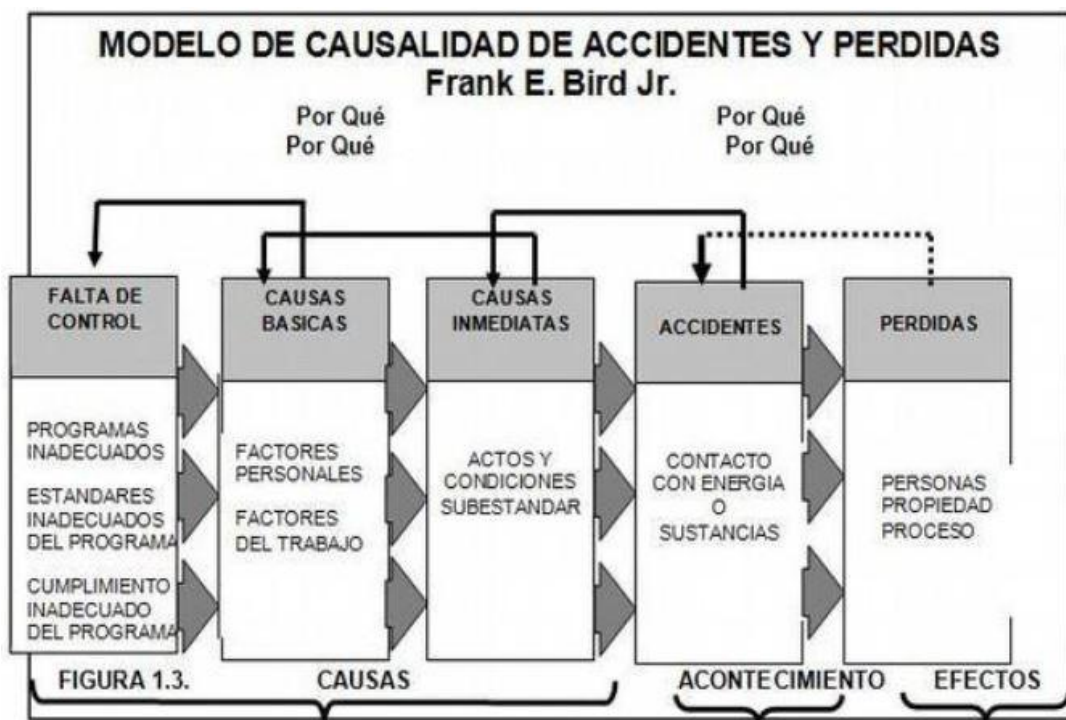 MODELO DE CAUSALIDAD DE ACCIDENTES Y PERDIDAS
Frank E. Bird Jr.
Por Qué
Por Qué
Por Qué
Por Qué
FALTA DE
CONTROL
PROGRAMAS
INADECUADOS
ESTANDARES
INADECUADOS
DEL PROGRAMA
CUMPLIMIENTO
INADECUADO
DEL PROGRAMA
CAUSAS
BASICAS
FACTORES
PERSONALES
FACTORES
DEL TRABAJO
CAUSAS
INMEDIATAS
ACTOS Y
CONDICIONES
SUBESTANDAR
ACCIDENTES
CONTACTO
CON ENERGIA
O
SUSTANCIAS
PERDIDAS
PERSONAS
PROPIEDAD
PROCESO
FIGURA 1.3.
CAUSAS
ACONTECIMIENTO
EFECTOS